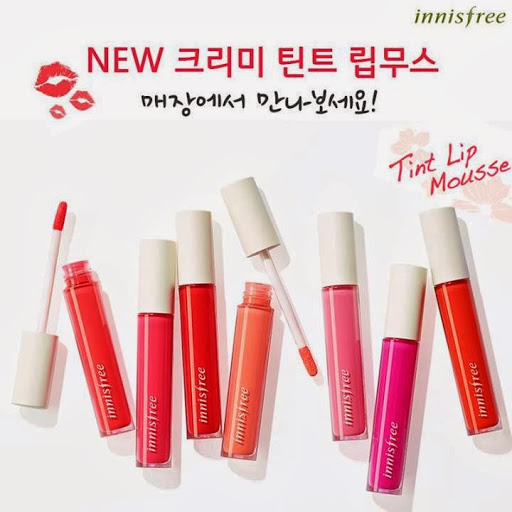 innisfree
NEW 크리미 틴트 립무스
매장에서 만나보세요!
Tint Lip
Mousse
innisfree
innisfree
innisfree
innisfree
innisfree
innisfree
innisfree